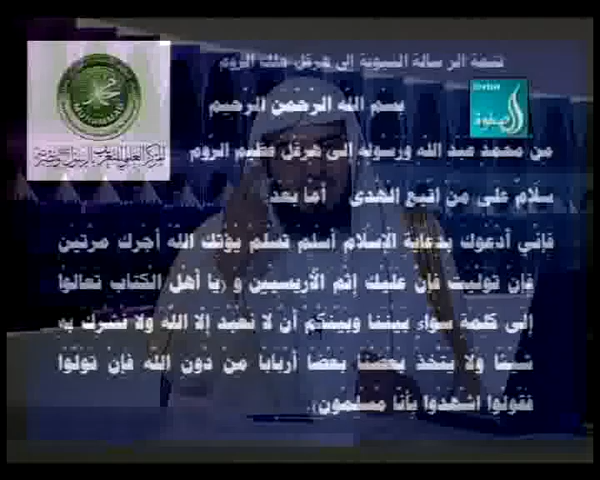 نسخة الرسالة النبوية إلى هرقل ملك الروم
بسم الله الرحمن الرحيم
من محمد عبد الله ورسوله إلى هرقل عظيم الروم
سلام على من اتبع الهدى أما بعد
فإني أدعوك بدعاية الإسلام أسلم تسلم يؤتك الله أجرك مرتين
فإن توليت فإن عليك إثم الأريسيين و (يا أهل الكتاب تعالوا
إلى كلمة سواء بيننا وبينكم أن لا نعبد إلا الله ولا نشرك به
شيئا ولا يتخذ بعضنا بعضا أربابا من دون الله فإن تولوا
فقولوا اشهدوا بأنا مسلمون).
محمد
MUHAMMAD
صفوة